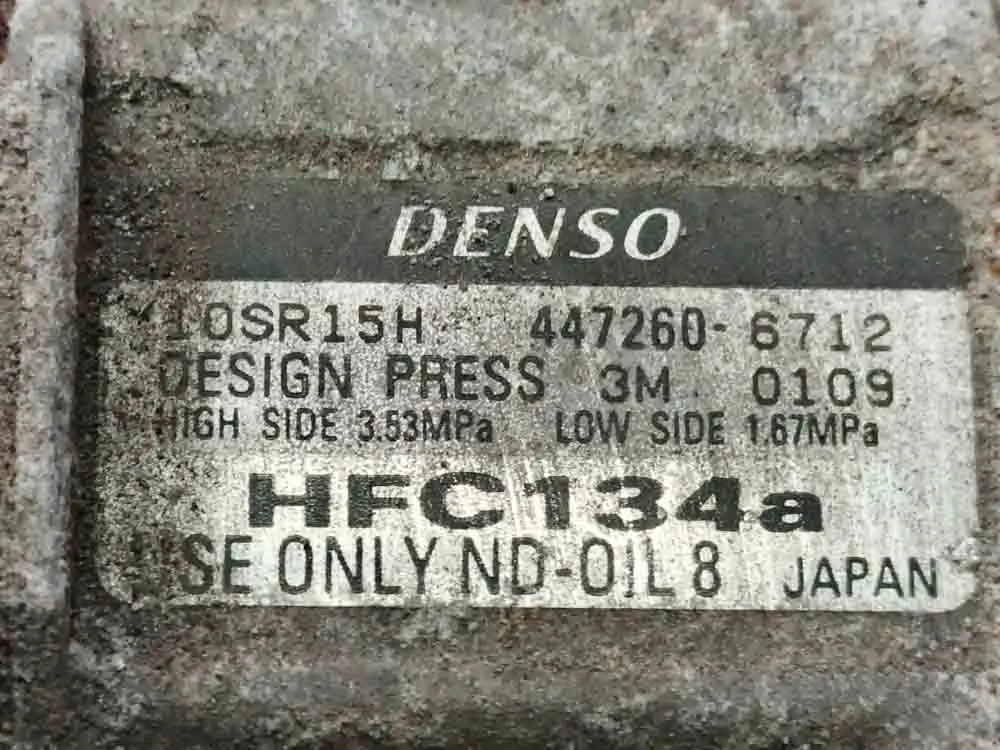 DENSO
10SR15H 447260-6712
DESIGN PRESS 3M 0109
HIGH SIDE 3.53MPa LOW SIDE 1.67MPa
HFC134a
USE ONLY ND-OIL 8 JAPAN